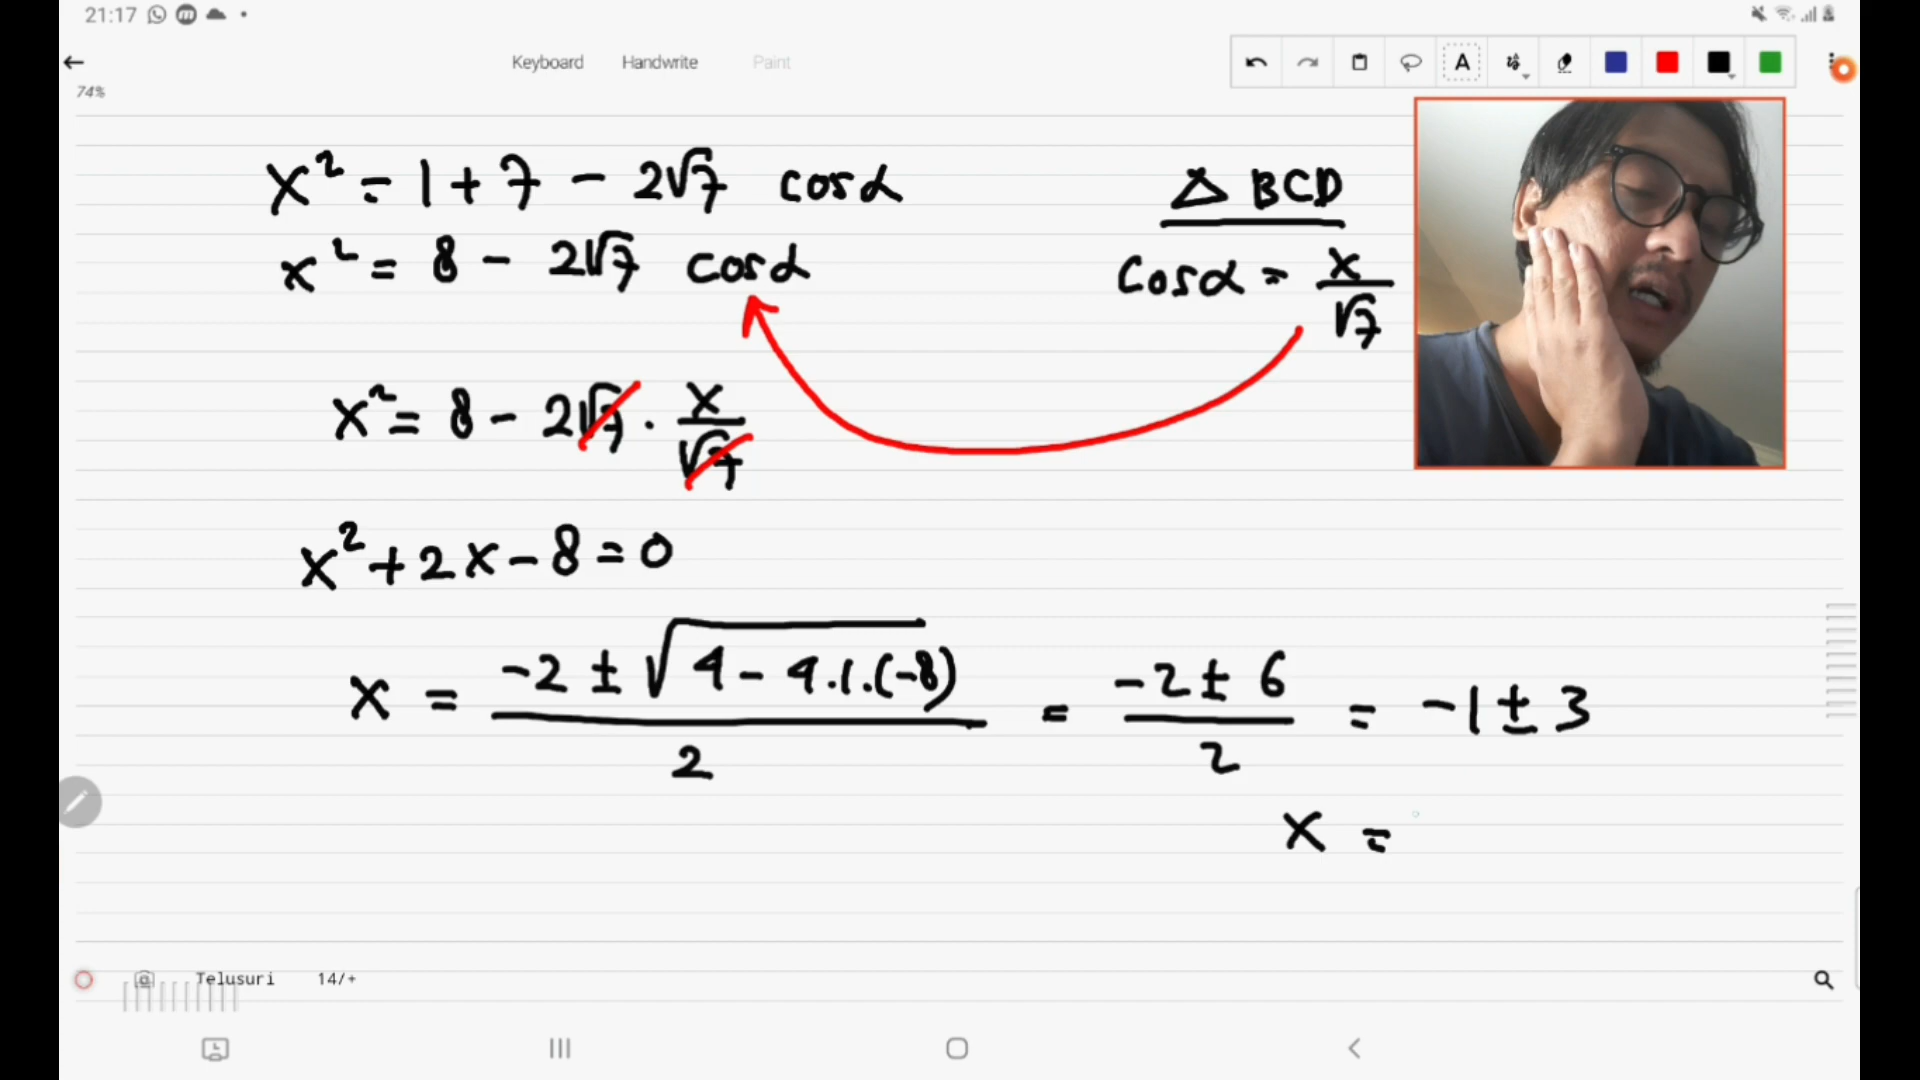 21:17
Keyboard Handwrite Paint
A
74%
x² = 1 + 7 - 2√7 cos α
△ BCD
x² = 8 - 2√7 cos α
cos α = x/√7
x² = 8 - 2√7 · x/√7
x² + 2x - 8 = 0
x = (-2 ± √(4 - 4.1.(-8)))/2 = (-2 ± 6)/2 = -1 ± 3
x =
Telusuri 14/+